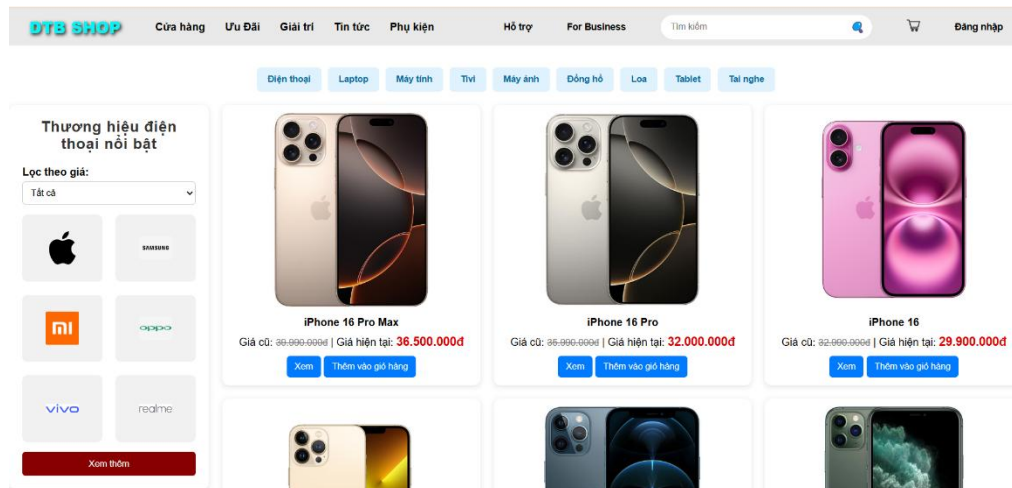 DTB SHOP Cửa hàng Ưu Đãi Giải trí Tin tức Phụ kiện Hỗ trợ For Business Tìm kiếm Đăng nhập
Điện thoại Laptop Máy tính Tivi Máy ảnh Đồng hồ Loa Tablet Tai nghe
Thương hiệu điện
thoại nổi bật
Lọc theo giá:
Tất cả
SAMSUNG
mi
oppo
vivo
realme
Xem thêm
iPhone 16 Pro Max
Giá cũ: 39.990.000đ | Giá hiện tại: 36.500.000đ
Xem Thêm vào giỏ hàng
iPhone 16 Pro
Giá cũ: 35.990.000đ | Giá hiện tại: 32.000.000đ
Xem Thêm vào giỏ hàng
iPhone 16
Giá cũ: 32.990.000đ | Giá hiện tại: 29.900.000đ
Xem Thêm vào giỏ hàng